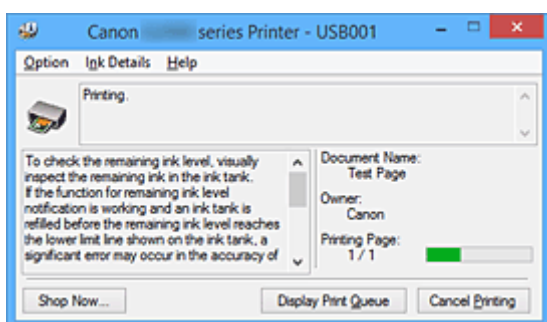 Canon series Printer - USB001
Option Ink Details Help
Printing.
To check the remaining ink level, visually
inspect the remaining ink in the ink tank.
If the function for remaining ink level
notification is working and an ink tank is
refilled before the remaining ink level reaches
the lower limit line shown on the ink tank, a
significant error may occur in the accuracy of
Document Name:
Test Page
Owner:
Canon
Printing Page:
1 / 1
Shop Now... Display Print Queue Cancel Printing